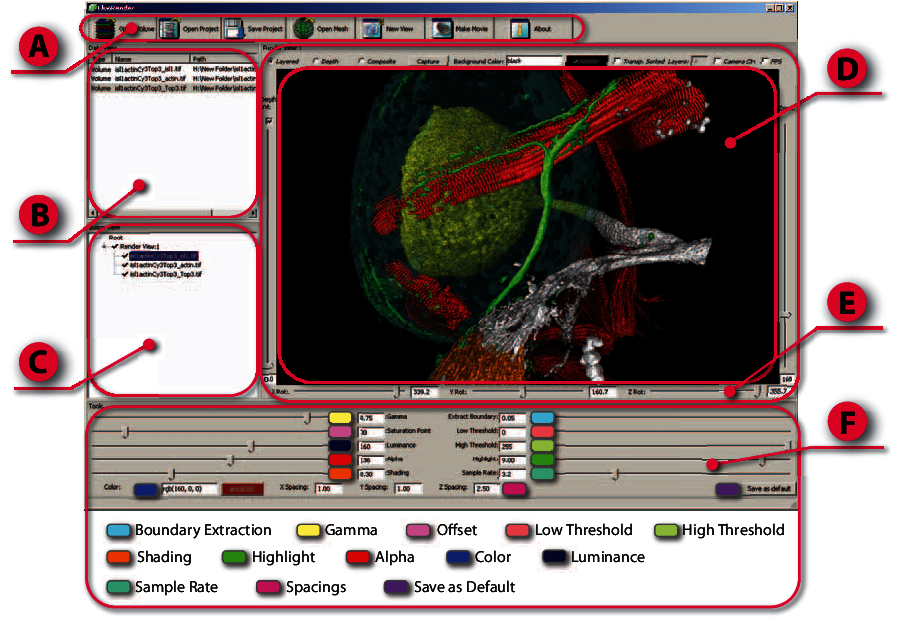 FluoRender
A
Open Volume Open Project Save Project Open Mesh New View Make Movie About
Layered Depth Composite Capture Background Color: black Transp. Sorted Layers: Camera Ctr. FPS
Type Name Path
Volume isl1actinCy3Top3_isl1.tif H:\New Folder\isl1actin
Volume isl1actinCy3Top3_actin.tif H:\New Folder\isl1actin
Volume isl1actinCy3Top3_Top3.tif H:\New Folder\isl1actin
D
B
Root
Render View:1
isl1actinCy3Top3_isl1.tif
isl1actinCy3Top3_actin.tif
isl1actinCy3Top3_Top3.tif
E
C
0.0 160
X Rot: 339.2 Y Rot: 160.7 Z Rot: 355.7
Tools
0.75 :Gamma Extract Boundary: 0.05
30 :Saturation Point Low Threshold: 0
160 :Luminance High Threshold: 255
136 :Alpha Highlight: 9.00
0.30 :Shading Sample Rate: 3.2
F
Color: rgb(160, 0, 0) X Spacing: 1.00 Y Spacing: 1.00 Z Spacing: 2.50 Save as default
Boundary Extraction Gamma Offset Low Threshold High Threshold
Shading Highlight Alpha Color Luminance
Sample Rate Spacings Save as Default